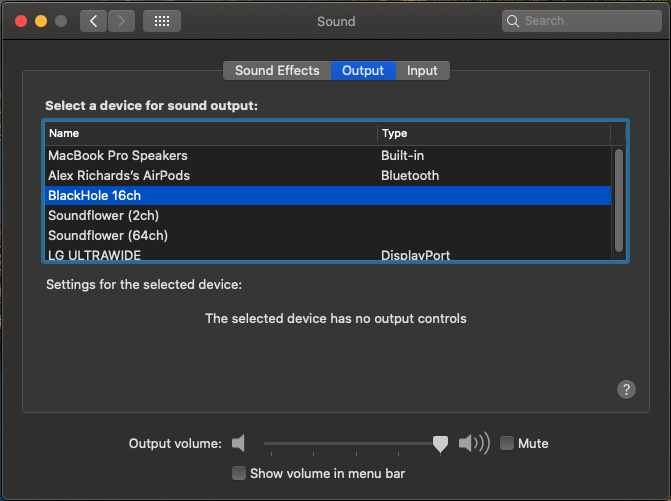 Sound
Search
Sound Effects Output Input
Select a device for sound output:
Name Type
MacBook Pro Speakers Built-in
Alex Richards's AirPods Bluetooth
BlackHole 16ch
Soundflower (2ch)
Soundflower (64ch)
LG ULTRAWIDE DisplayPort
Settings for the selected device:
The selected device has no output controls
?
Output volume: Mute
Show volume in menu bar